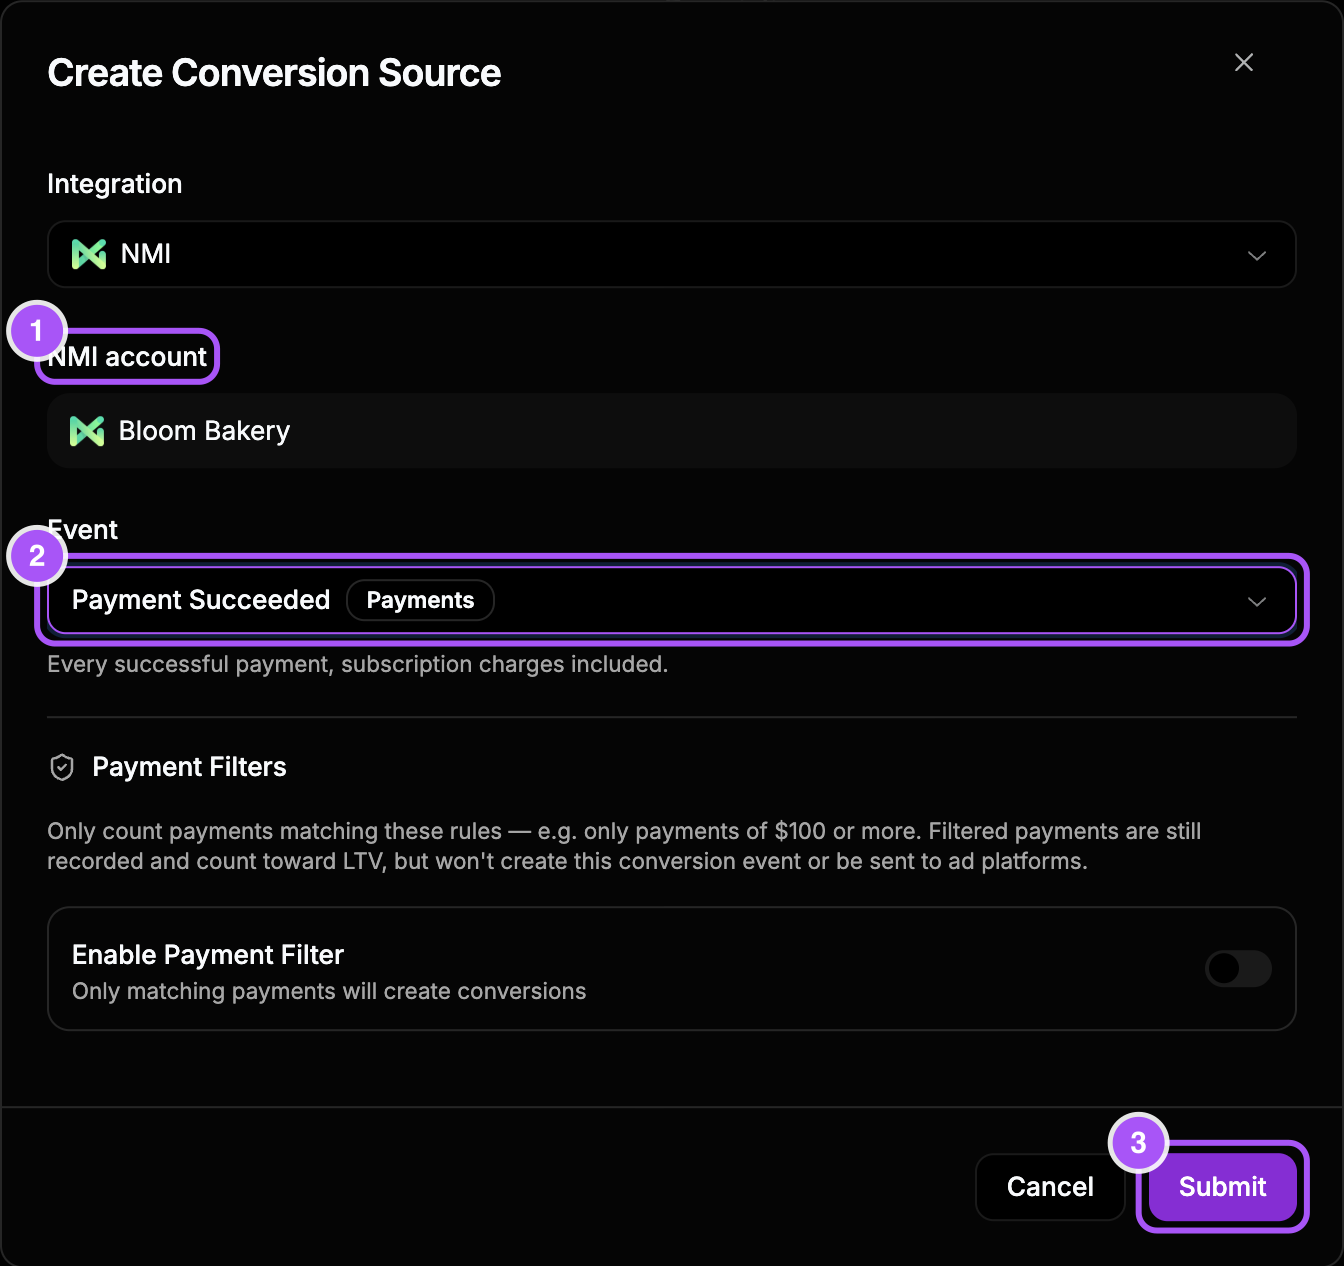 Create Conversion Source
Integration
NMI
1
NMI account
Bloom Bakery
Event
2
Payment Succeeded Payments
Every successful payment, subscription charges included.
Payment Filters
Only count payments matching these rules — e.g. only payments of $100 or more. Filtered payments are still
recorded and count toward LTV, but won't create this conversion event or be sent to ad platforms.
Enable Payment Filter
Only matching payments will create conversions
3
Cancel Submit